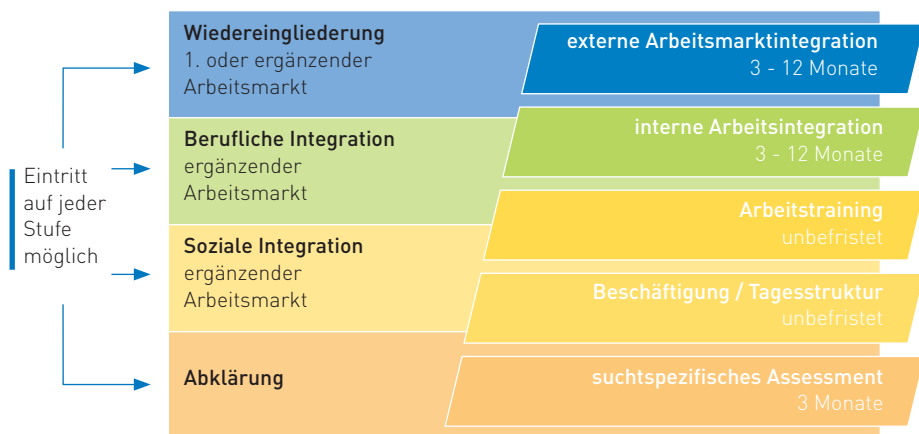 Eintritt
auf jeder
Stufe
möglich
Wiedereingliederung
1. oder ergänzender
Arbeitsmarkt
externe Arbeitsmarktintegration
3 - 12 Monate
Berufliche Integration
ergänzender
Arbeitsmarkt
interne Arbeitsintegration
3 - 12 Monate
Soziale Integration
ergänzender
Arbeitsmarkt
Arbeitstraining
unbefristet
Beschäftigung / Tagesstruktur
unbefristet
Abklärung
suchtspezifisches Assessment
3 Monate